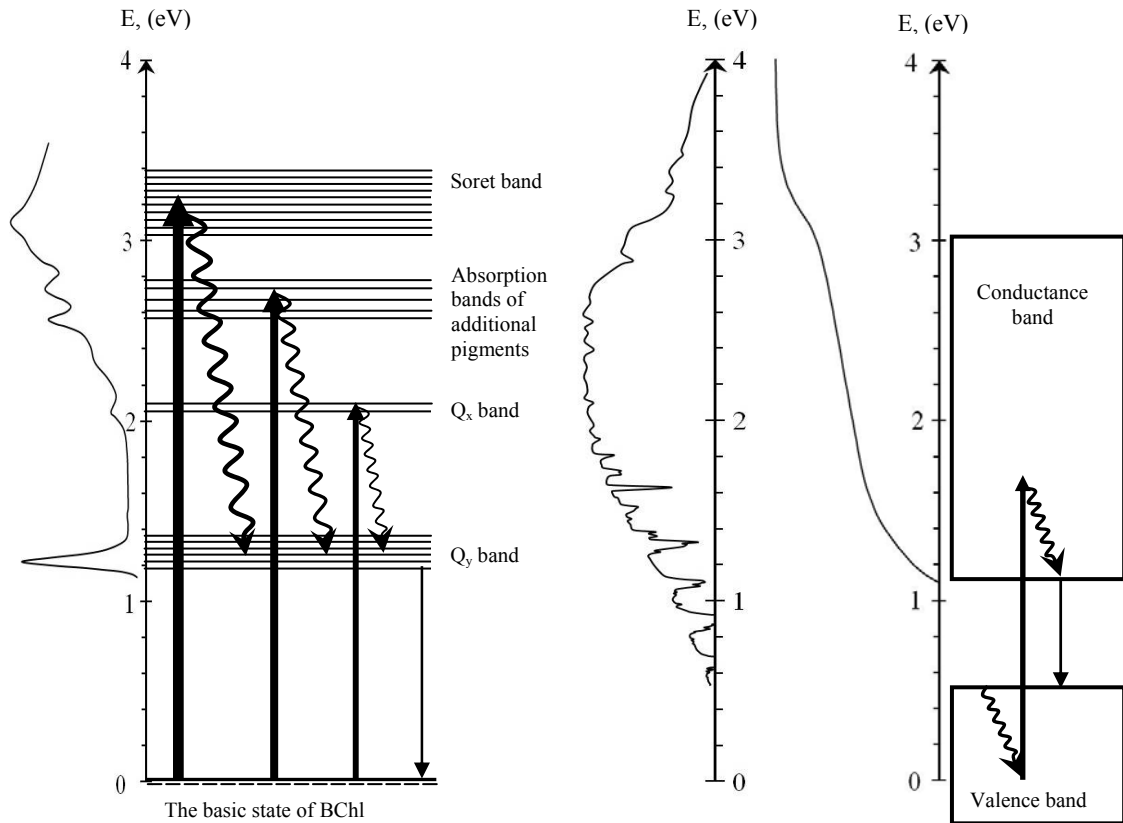 E, (eV)
4
3
2
1
0
Soret band
Absorption
bands of
additional
pigments
Qx band
Qy band
The basic state of BChl
E, (eV)
4
3
2
1
0
E, (eV)
4
3
2
1
0
Conductance
band
Valence band